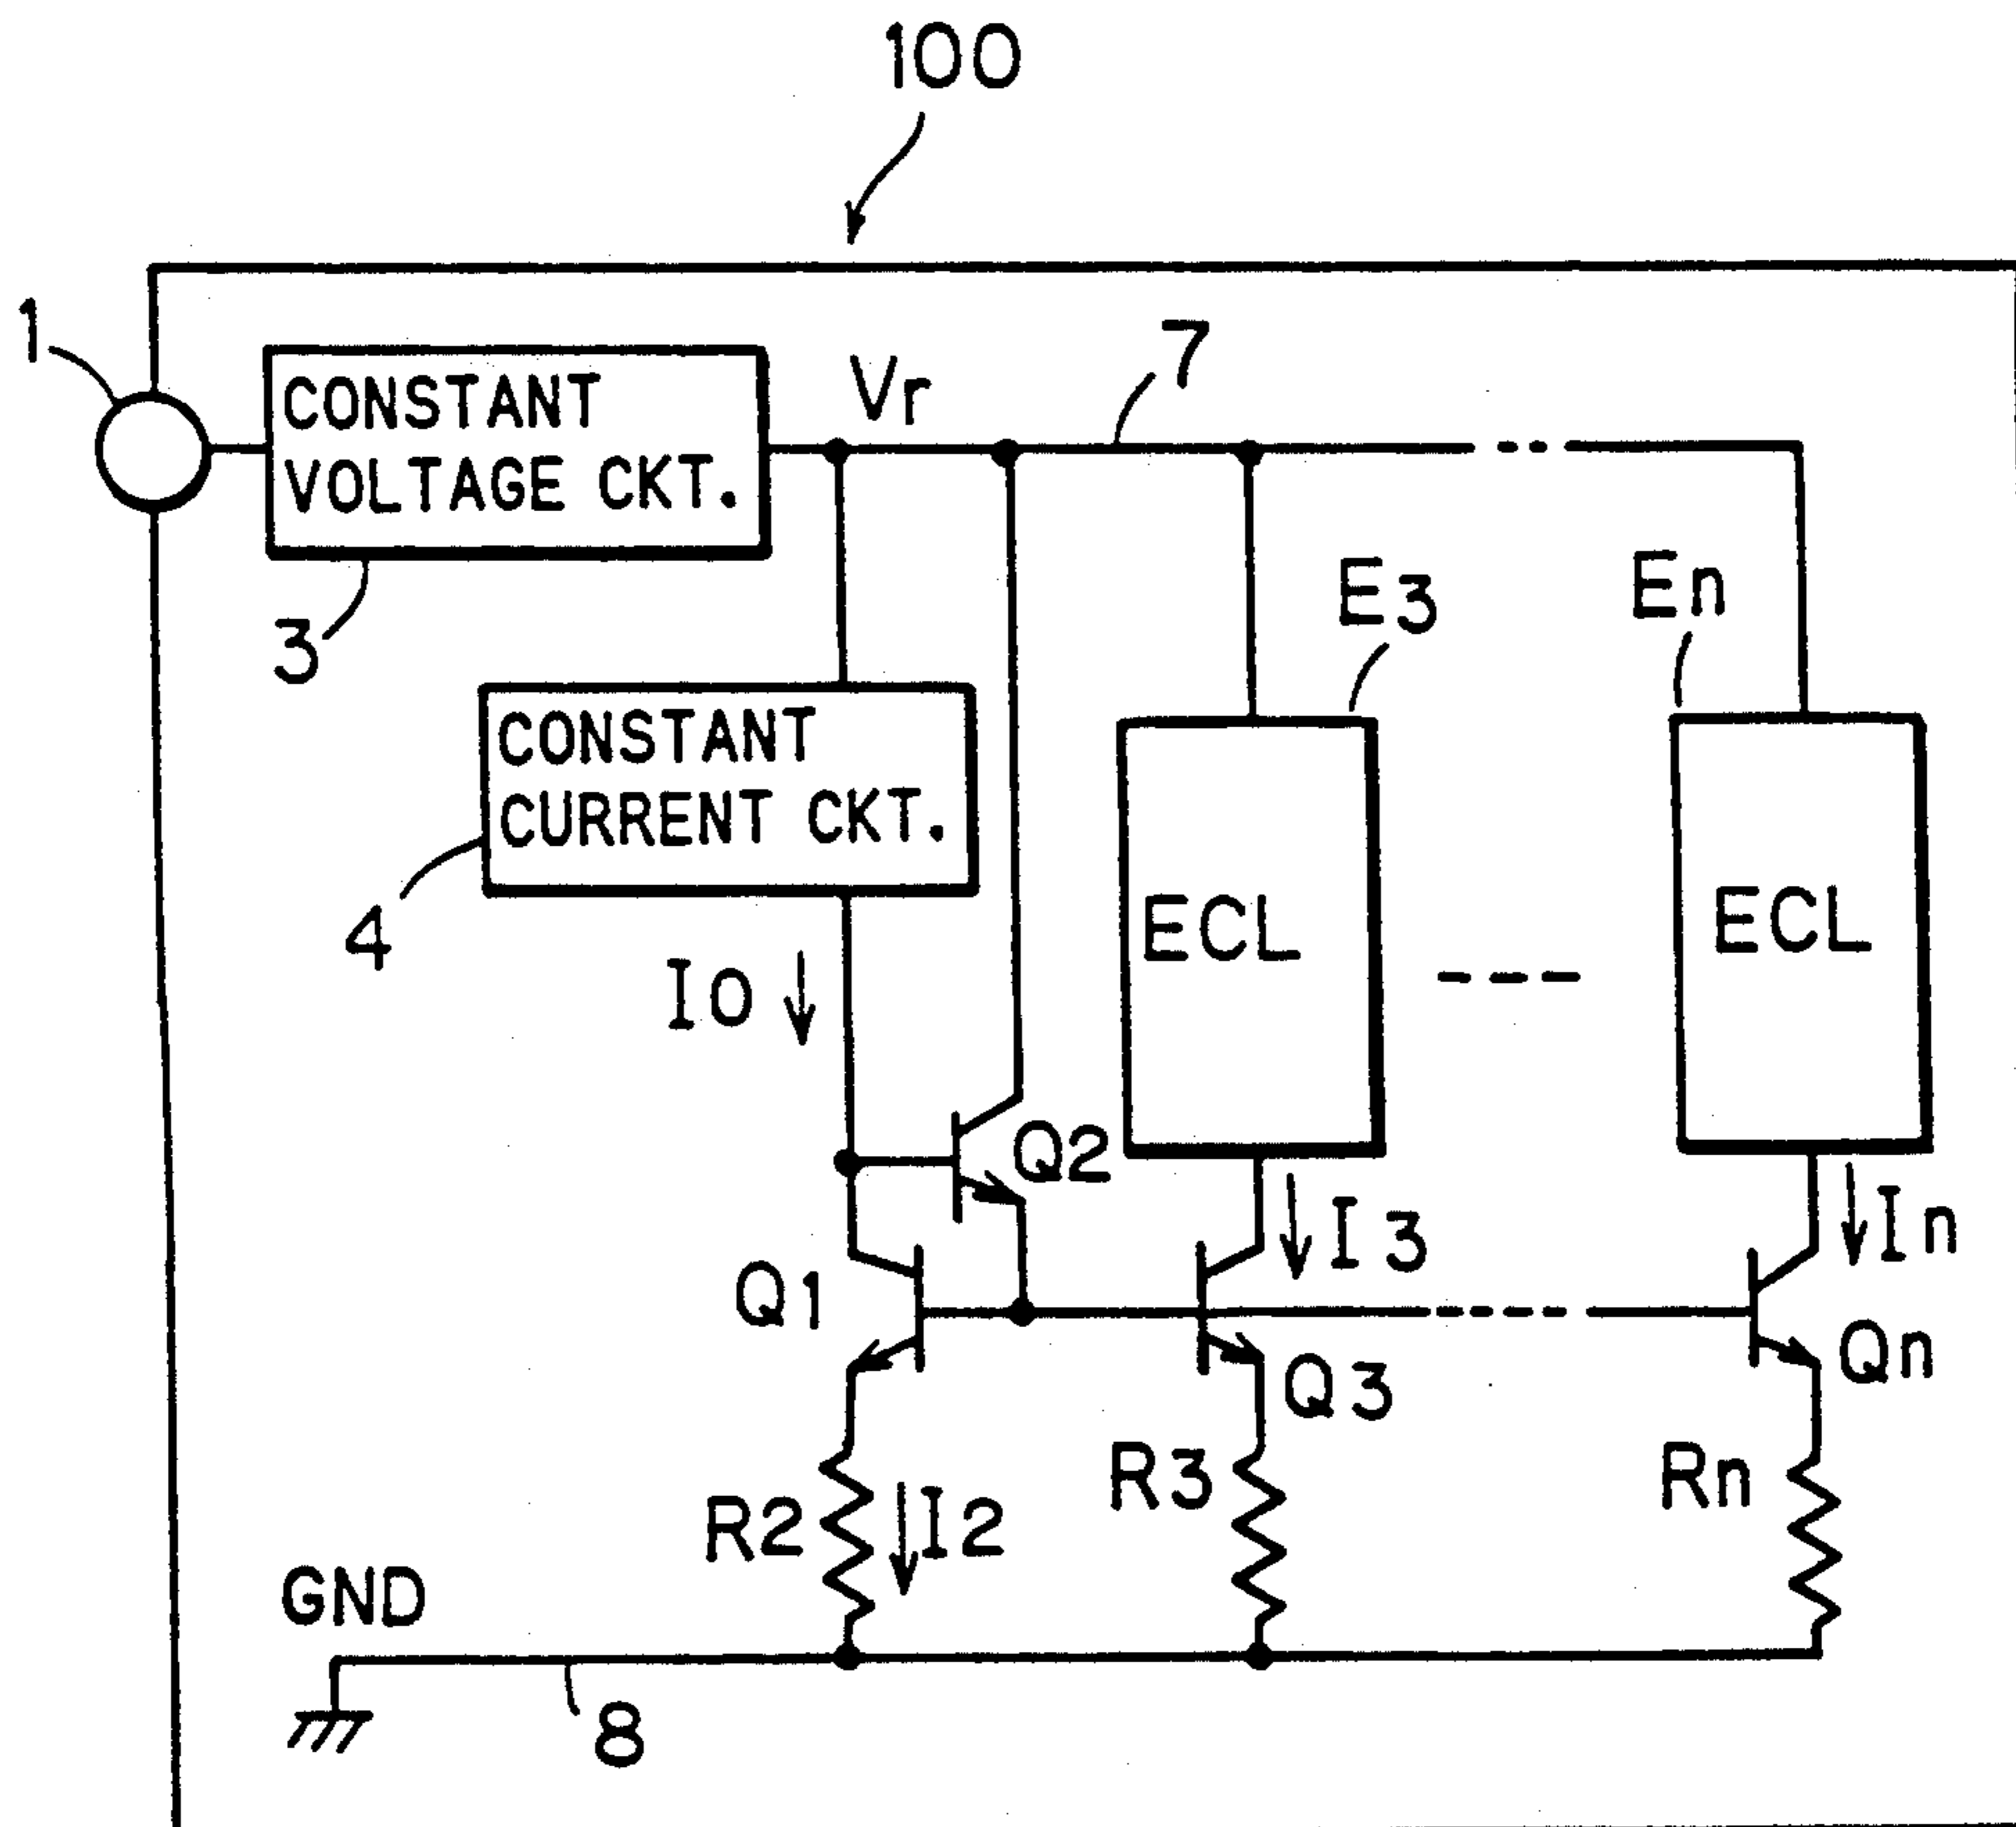 100
1
CONSTANT
VOLTAGE CKT.
Vr
7
3
E3
En
CONSTANT
CURRENT CKT.
4
ECL
ECL
I0
Q2
I3
In
Q1
Q3
Qn
R2
I2
R3
Rn
GND
8